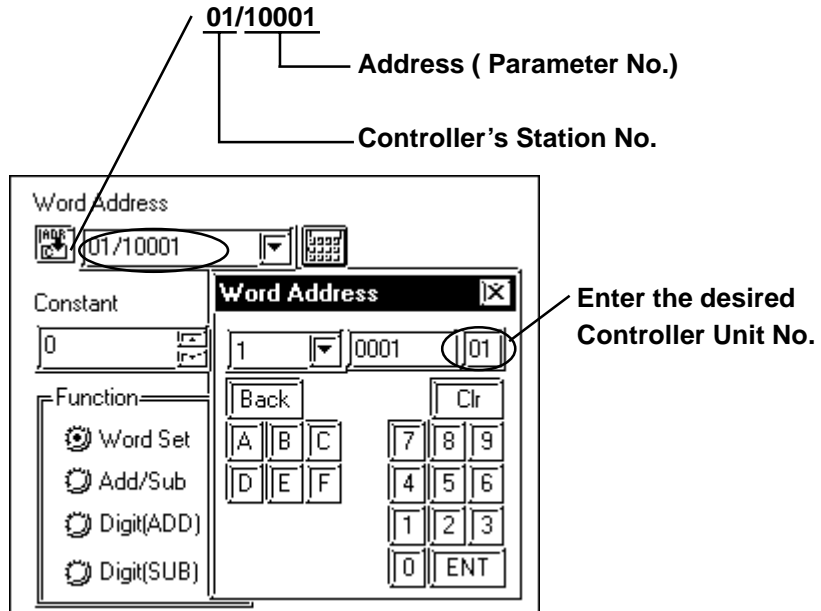 01/10001
Address ( Parameter No.)
Controller's Station No.
Word Address
01/10001
Constant
0
Word Address
1 0001 01
Enter the desired
Controller Unit No.
Back Clr
Function
Word Set
Add/Sub
Digit(ADD)
Digit(SUB)
A B C 7 8 9
D E F 4 5 6
1 2 3
0 ENT